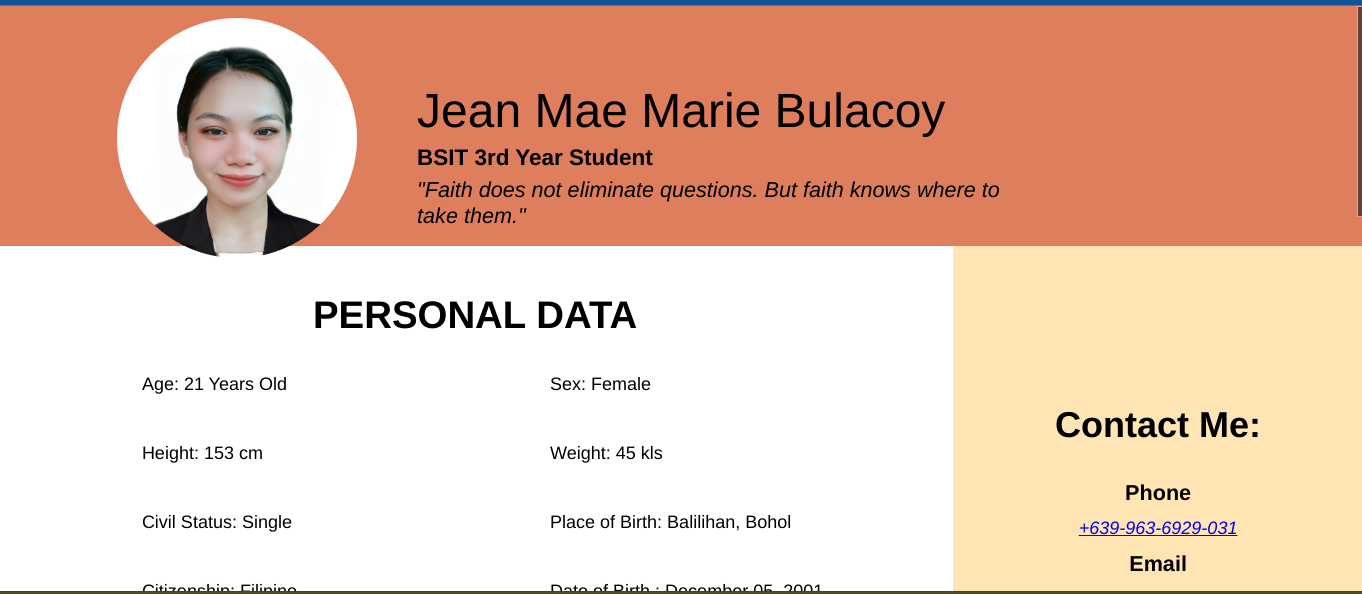 Jean Mae Marie Bulacoy
BSIT 3rd Year Student
"Faith does not eliminate questions. But faith knows where to
take them."
PERSONAL DATA
Age: 21 Years Old
Sex: Female
Height: 153 cm
Weight: 45 kls
Civil Status: Single
Place of Birth: Balilihan, Bohol
Citizenship: Filipino
Date of Birth : December 05, 2001
Contact Me:
Phone
+639-963-6929-031
Email